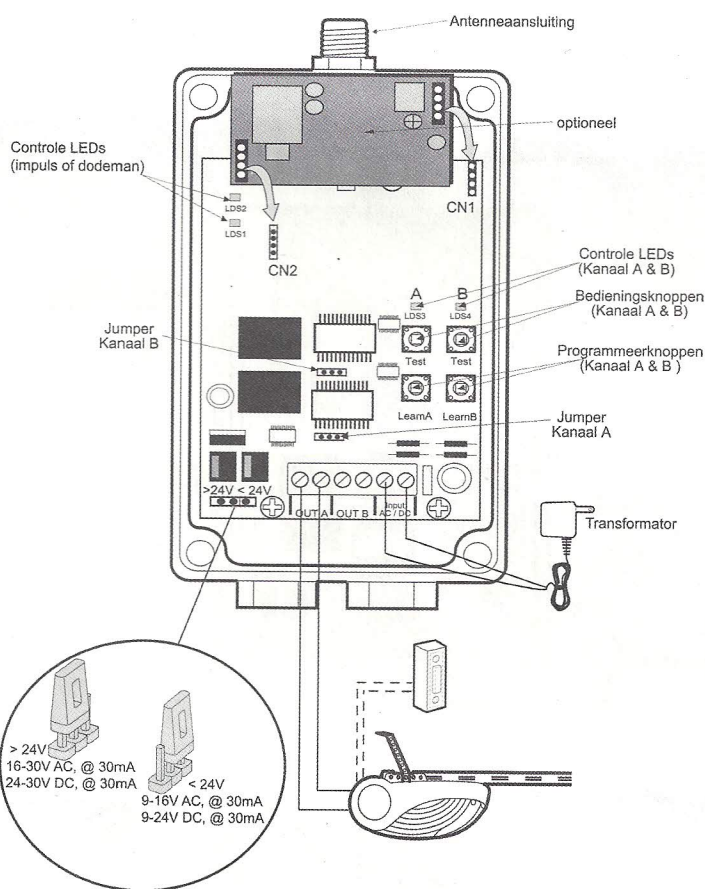 Antenneaansluiting
optioneel
Controle LEDs
(impuls of dodeman)
LDS2
LDS1
CN1
CN2
Controle LEDs
(Kanaal A & B)
A B
LDS3 LDS4
Bedieningsknoppen
(Kanaal A & B)
Jumper
Kanaal B
Test Test
Programmeerknoppen
(Kanaal A & B )
LearnA LearnB
Jumper
Kanaal A
>24V < 24V
OUT A OUT B Input
AC / DC
Transformator
> 24V
16-30V AC, @ 30mA
24-30V DC, @ 30mA
< 24V
9-16V AC, @ 30mA
9-24V DC, @ 30mA